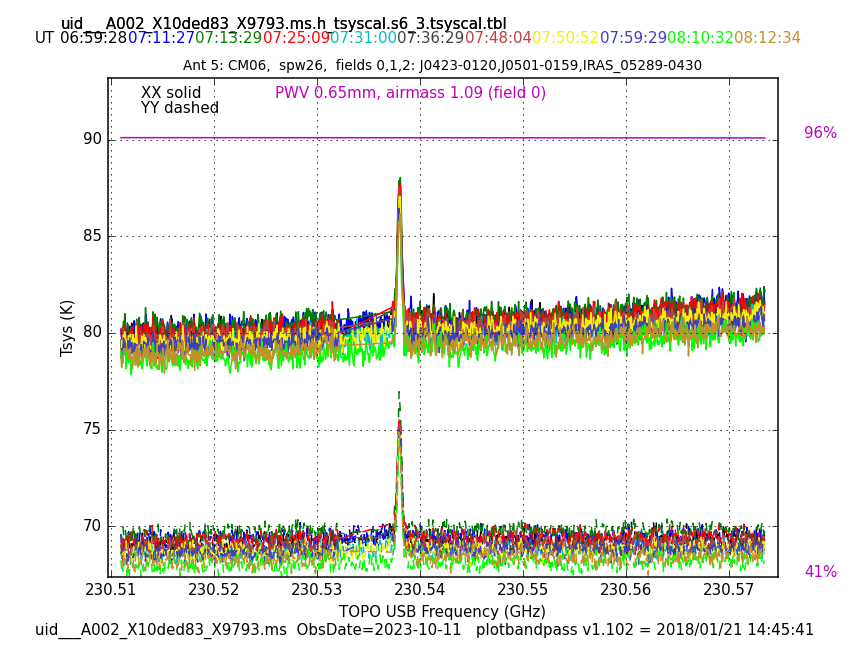 uid___A002_X10ded83_X9793.ms.h_tsyscal.s6_3.tsyscal.tbl
UT 06:59:28 07:11:27 07:13:29 07:25:09 07:31:00 07:36:29 07:48:04 07:50:52 07:59:29 08:10:32 08:12:34
Ant 5: CM06,  spw26,  fields 0,1,2: J0423-0120,J0501-0159,IRAS_05289-0430
XX solid
PWV 0.65mm, airmass 1.09 (field 0)
YY dashed
96%
90
85
80
75
70
41%
Tsys (K)
230.51 230.52 230.53 230.54 230.55 230.56 230.57
TOPO USB Frequency (GHz)
uid___A002_X10ded83_X9793.ms  ObsDate=2023-10-11   plotbandpass v1.102 = 2018/01/21 14:45:41